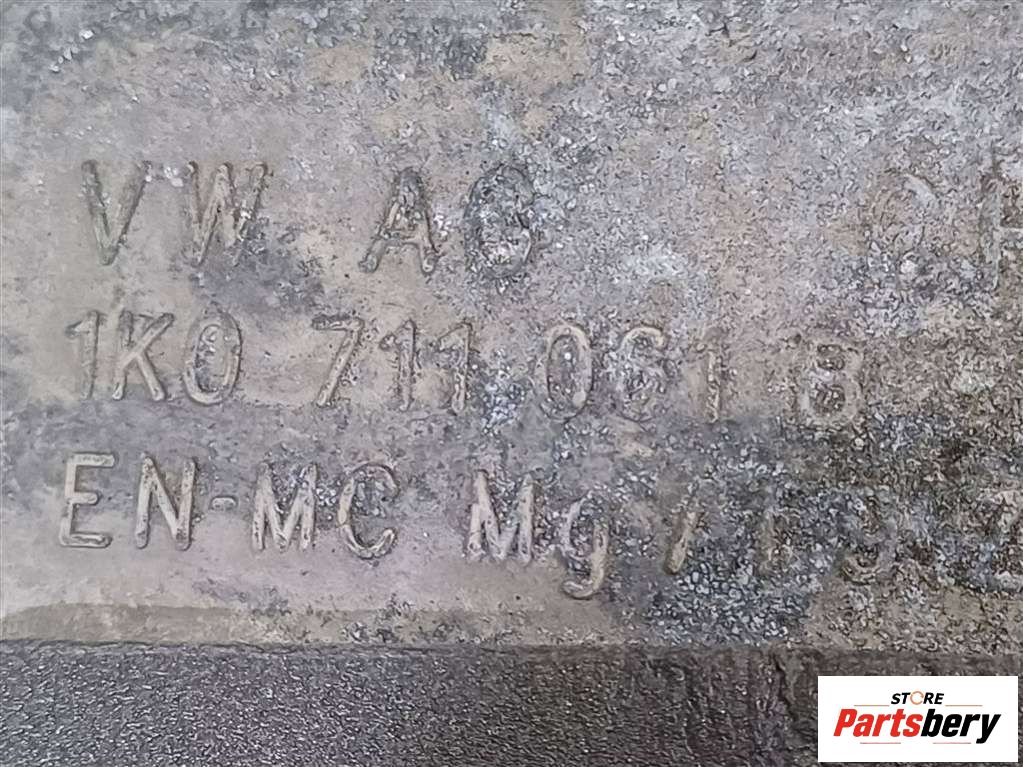 VW AG
1K0 711 061 B
EN-MC Mg
STORE
Partsbery